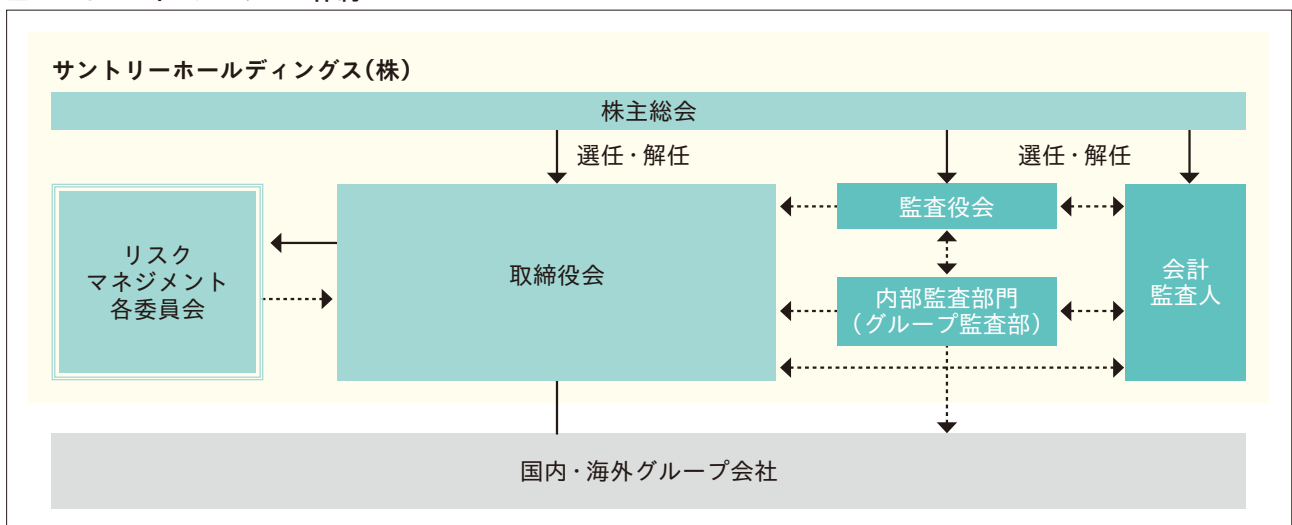 サントリーホールディングス(株)
株主総会
選任・解任
選任・解任
リスク
マネジメント
各委員会
取締役会
監査役会
内部監査部門
(グループ監査部)
会計
監査人
国内・海外グループ会社